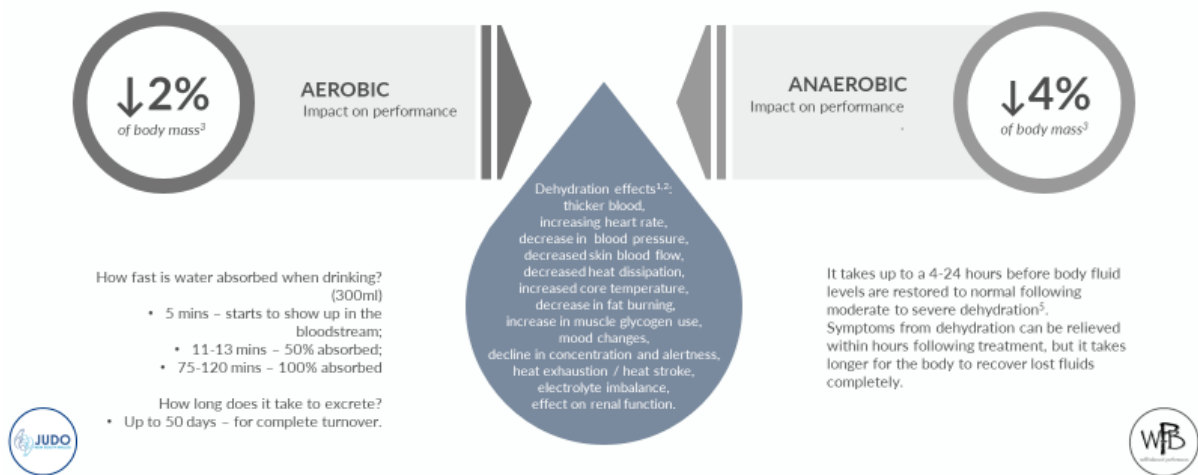 ↓2%
of body mass³
AEROBIC
Impact on performance
ANAEROBIC
Impact on performance
.
↓4%
of body mass³
Dehydration effects¹,²:
thicker blood,
increasing heart rate,
decrease in blood pressure,
decreased skin blood flow,
decreased heat dissipation,
increased core temperature,
decrease in fat burning,
increase in muscle glycogen use,
mood changes,
decline in concentration and alertness,
heat exhaustion / heat stroke,
electrolyte imbalance,
effect on renal function.
How fast is water absorbed when drinking?
(300ml)
• 5 mins – starts to show up in the
bloodstream;
• 11-13 mins – 50% absorbed;
• 75-120 mins – 100% absorbed
How long does it take to excrete?
• Up to 50 days – for complete turnover.
It takes up to a 4-24 hours before body fluid
levels are restored to normal following
moderate to severe dehydration⁵.
Symptoms from dehydration can be relieved
within hours following treatment, but it takes
longer for the body to recover lost fluids
completely.
JUDO
WPB